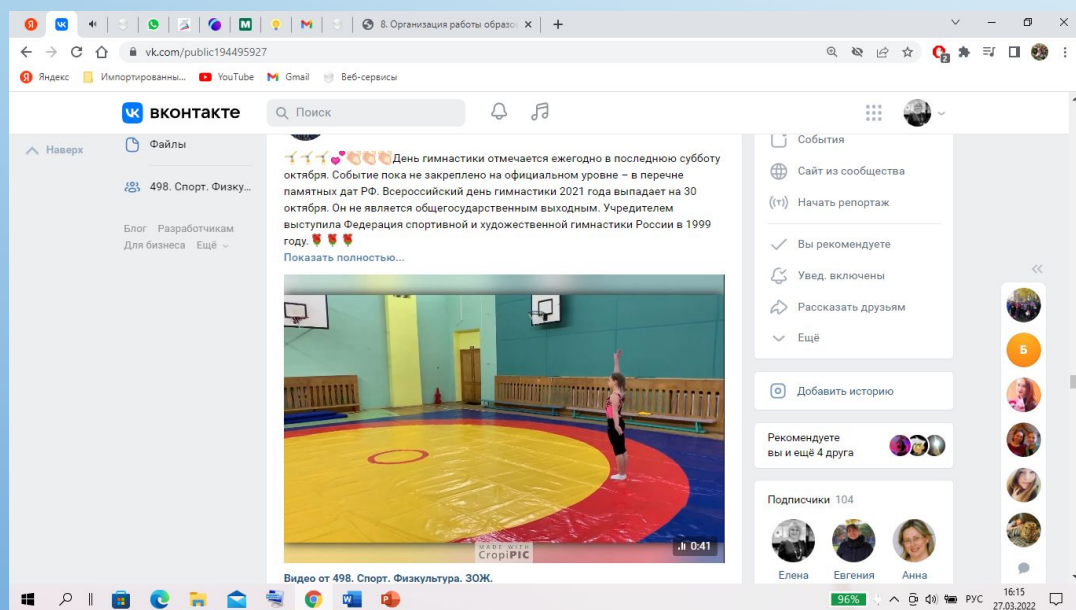 8. Организация работы образо
vk.com/public194495927
2
Яндекс
Импортированны...
YouTube
Gmail
Веб-сервисы
вконтакте
Поиск
Наверх
Файлы
498. Спорт. Физку...
Блог Разработчикам
Для бизнеса Ещё
День гимнастики отмечается ежегодно в последнюю субботу
октября. Событие пока не закреплено на официальном уровне – в перечне
памятных дат РФ. Всероссийский день гимнастики 2021 года выпадает на 30
октября. Он не является общегосударственным выходным. Учредителем
выступила Федерация спортивной и художественной гимнастики России в 1999
году.
Показать полностью...
MADE WITH
CropiPIC
0:41
Видео от 498. Спорт. Физкультура. ЗОЖ.
События
Сайт из сообщества
Начать репортаж
Вы рекомендуете
Увед. включены
Рассказать друзьям
Ещё
Добавить историю
Рекомендуете
вы и ещё 4 друга
Подписчики 104
Елена Евгения Анна
Б
96%
РУС
16:15
27.03.2022